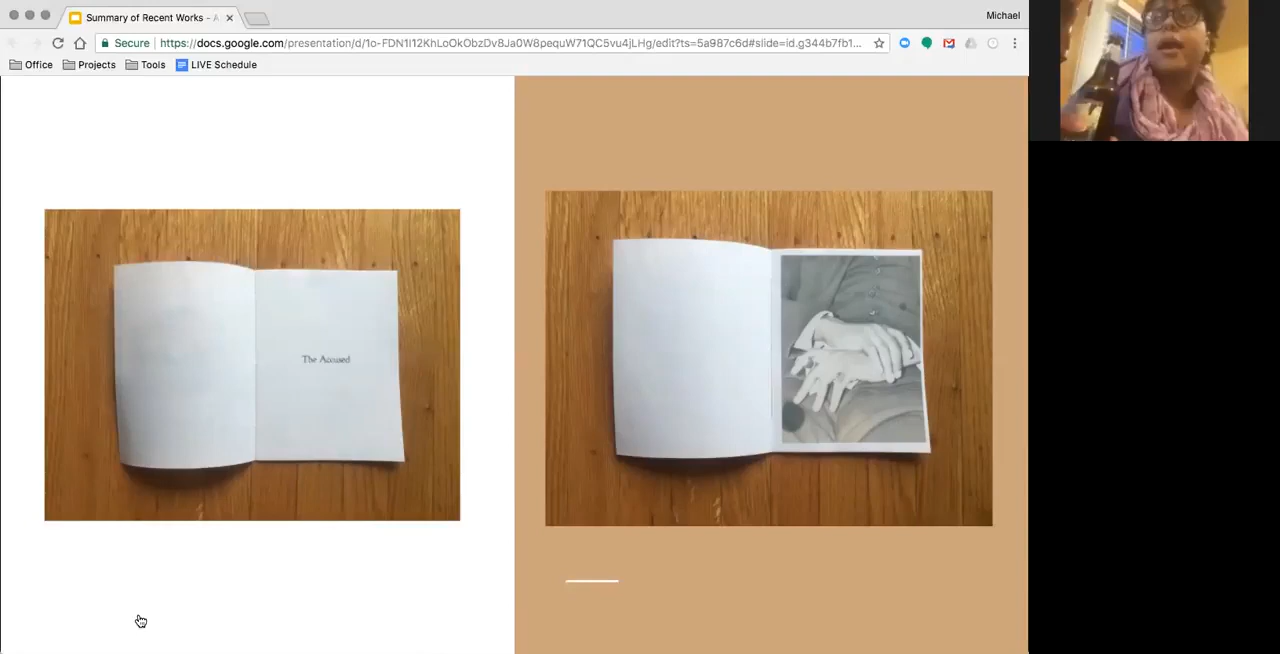 Summary of Recent Works - A
Michael
Secure
https://docs.google.com/presentation/d/1o-FDN1I12KhLoOkObzDv8Ja0W8pequW71QC5vu4jLHg/edit?ts=5a987c6d#slide=id.g344b7fb1...
Office Projects Tools LIVE Schedule
The Accused